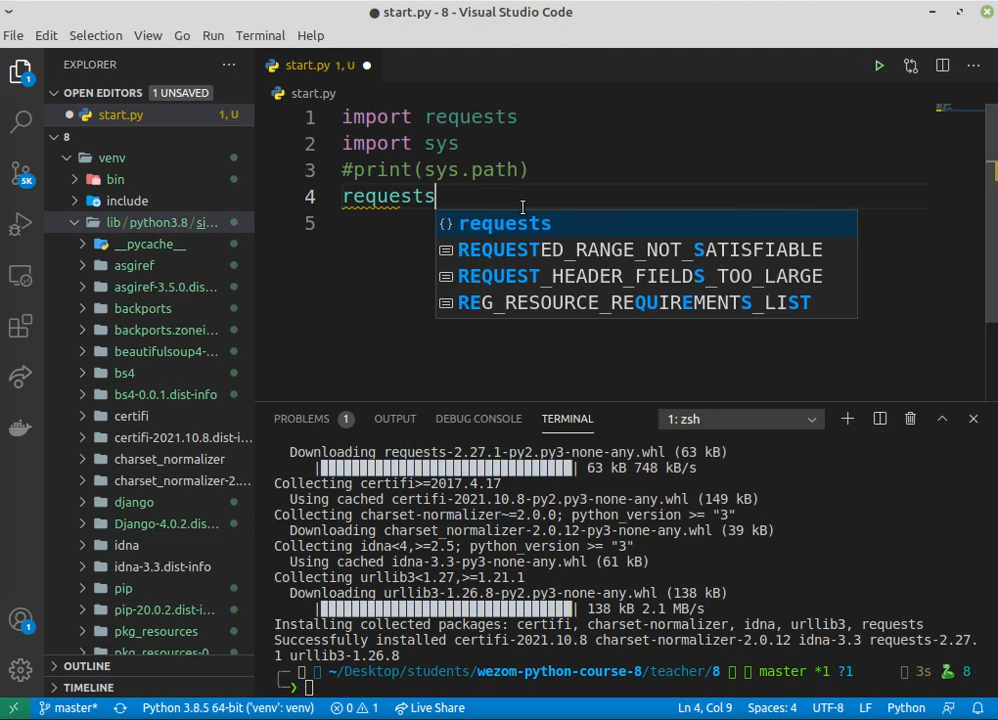 start.py - 8 - Visual Studio Code
File Edit Selection View Go Run Terminal Help
EXPLORER
OPEN EDITORS 1 UNSAVED
start.py 1, U
8
venv
bin
include
lib / python3.8 / si...
__pycache__
asgiref
asgiref-3.5.0.dis...
backports
backports.zonei...
beautifulsoup4-...
bs4
bs4-0.0.1.dist-info
certifi
certifi-2021.10.8.dist-i...
charset_normalizer
charset_normalizer-2....
django
Django-4.0.2.dis...
idna
idna-3.3.dist-info
pip
pip-20.0.2.dist-i...
pkg_resources
pkg_resources-0
OUTLINE
TIMELINE
1
5K
1
start.py 1, U
start.py
1 import requests
2 import sys
3 #print(sys.path)
4 requests
5
{} requests
REQUESTED_RANGE_NOT_SATISFIABLE
REQUEST_HEADER_FIELDS_TOO_LARGE
REG_RESOURCE_REQUIREMENTS_LIST
PROBLEMS 1 OUTPUT DEBUG CONSOLE TERMINAL 1: zsh
Downloading requests-2.27.1-py2.py3-none-any.whl (63 kB)
| 63 kB 748 kB/s
Collecting certifi>=2017.4.17
Using cached certifi-2021.10.8-py2.py3-none-any.whl (149 kB)
Collecting charset-normalizer~=2.0.0; python_version >= "3"
Downloading charset_normalizer-2.0.12-py3-none-any.whl (39 kB)
Collecting idna<4,>=2.5; python_version >= "3"
Using cached idna-3.3-py3-none-any.whl (61 kB)
Collecting urllib3<1.27,>=1.21.1
Downloading urllib3-1.26.8-py2.py3-none-any.whl (138 kB)
| 138 kB 2.1 MB/s
Installing collected packages: certifi, charset-normalizer, idna, urllib3, requests
Successfully installed certifi-2021.10.8 charset-normalizer-2.0.12 idna-3.3 requests-2.27.
1 urllib3-1.26.8
~/Desktop/students/wezom-python-course-8/teacher/8 master *1 ?1 3s 8
master* Python 3.8.5 64-bit ('venv': venv) 0 1 Live Share Ln 4, Col 9 Spaces: 4 UTF-8 LF Python